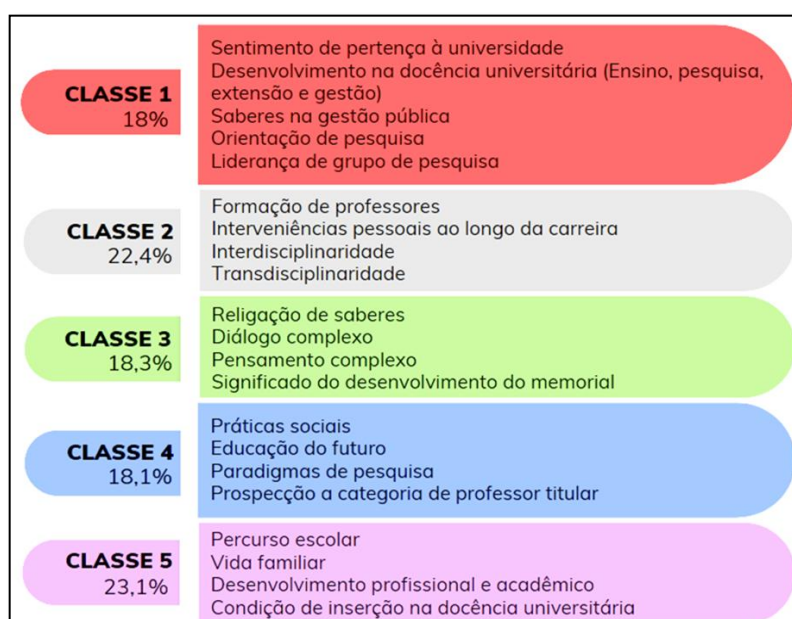 CLASSE 1
18%
Sentimento de pertença à universidade
Desenvolvimento na docência universitária (Ensino, pesquisa,
extensão e gestão)
Saberes na gestão pública
Orientação de pesquisa
Liderança de grupo de pesquisa
CLASSE 2
22,4%
Formação de professores
Interveniências pessoais ao longo da carreira
Interdisciplinaridade
Transdisciplinaridade
CLASSE 3
18,3%
Religação de saberes
Diálogo complexo
Pensamento complexo
Significado do desenvolvimento do memorial
CLASSE 4
18,1%
Práticas sociais
Educação do futuro
Paradigmas de pesquisa
Prospecção a categoria de professor titular
CLASSE 5
23,1%
Percurso escolar
Vida familiar
Desenvolvimento profissional e acadêmico
Condição de inserção na docência universitária